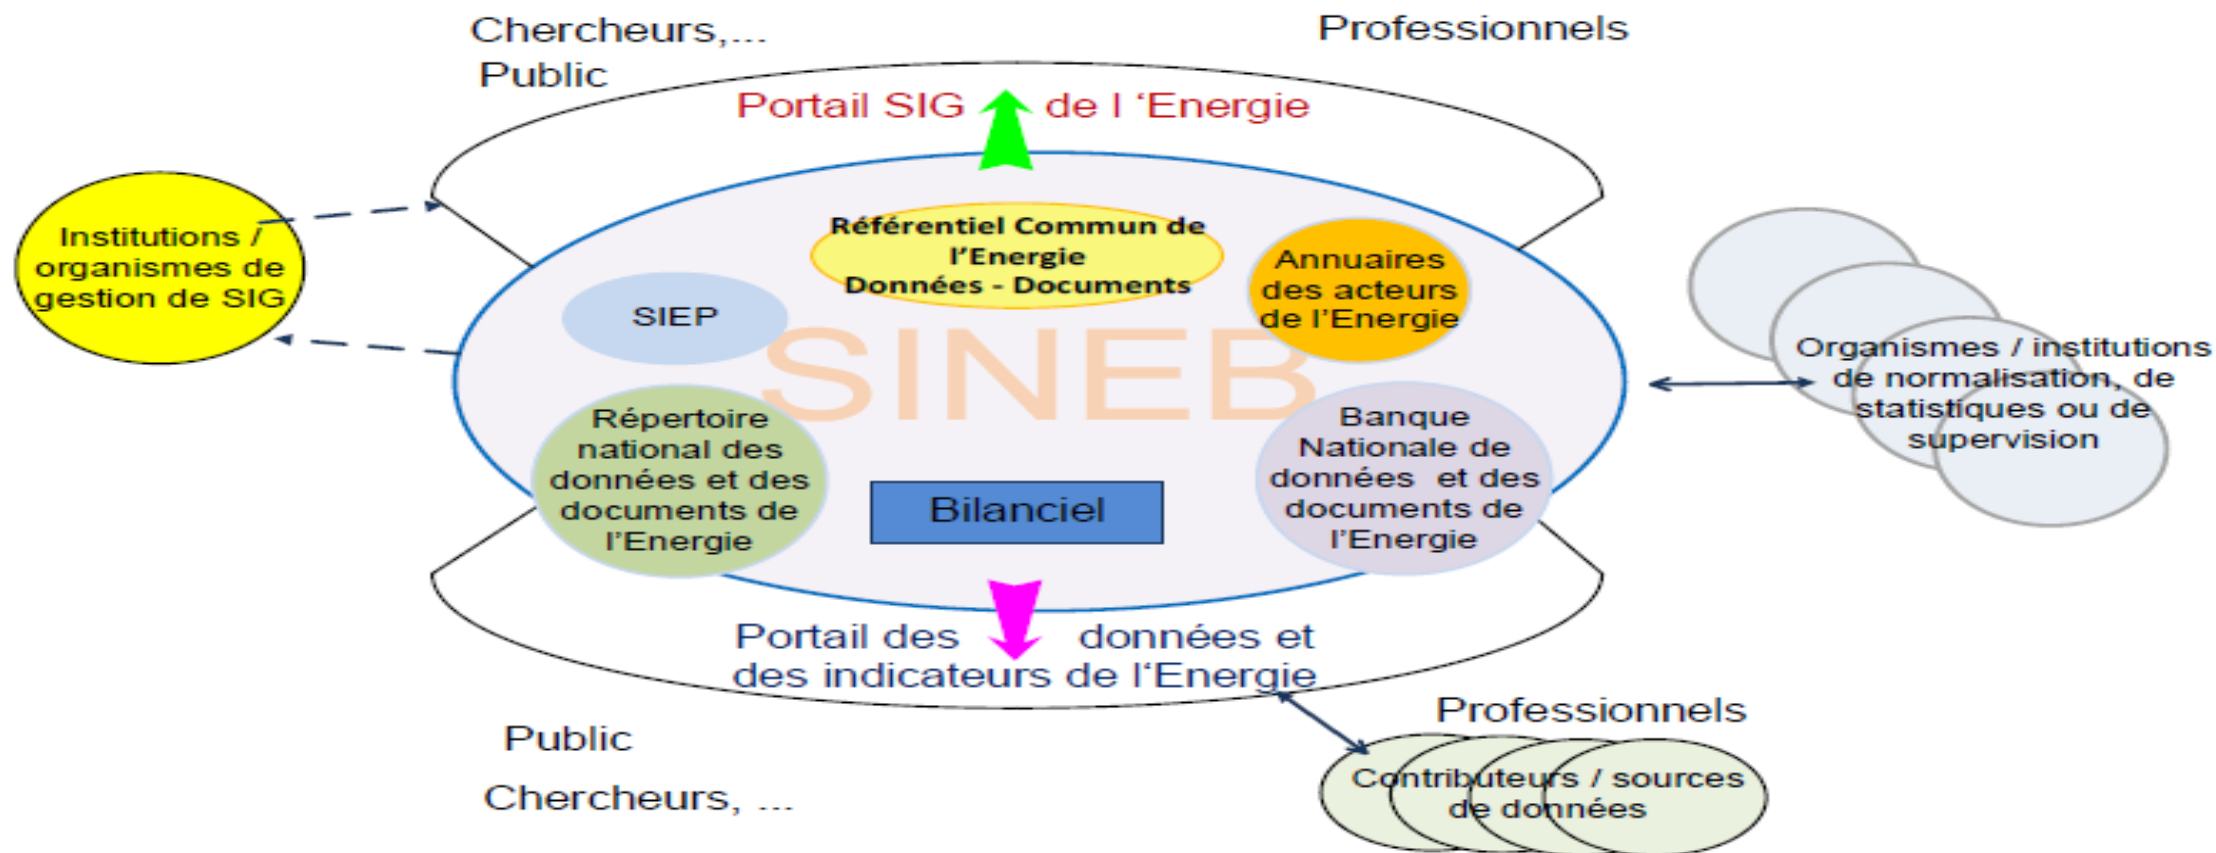 Chercheurs,...
Professionnels
Public
Portail SIG de l ‘Energie
Institutions /
organismes de
gestion de SIG
Référentiel Commun de
l’Energie
Données - Documents
Annuaires
des acteurs
de l’Energie
SIEP
SINEB
Organismes / institutions
de normalisation, de
statistiques ou de
supervision
Répertoire
national des
données et des
documents de
l’Energie
Bilanciel
Banque
Nationale de
données et des
documents de
l’Energie
Portail des données et
des indicateurs de l‘Energie
Public
Chercheurs, ...
Professionnels
Contributeurs / sources
de données